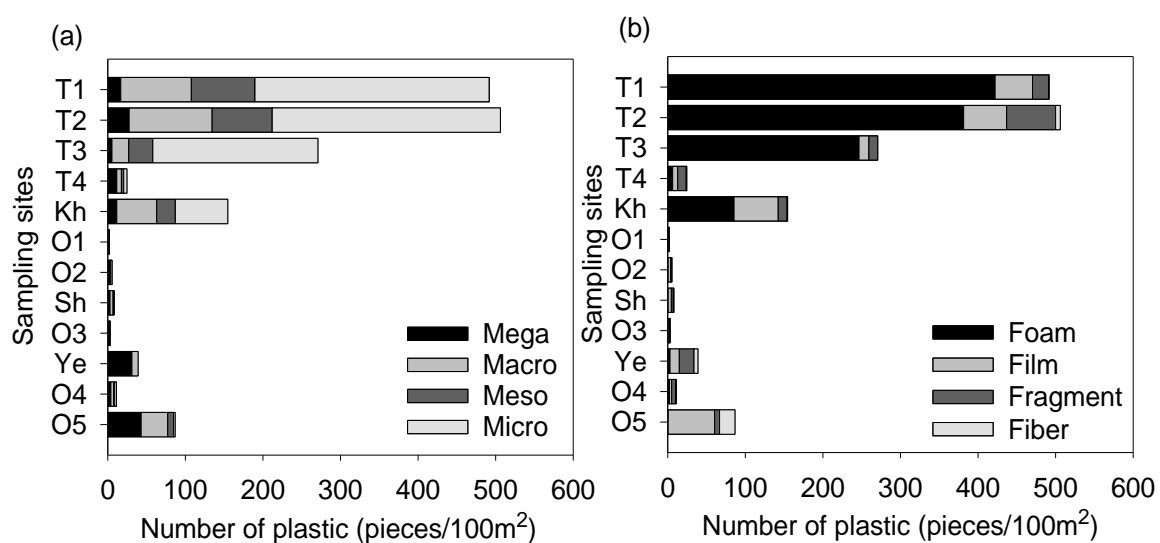 (a)
Sampling sites
T1
T2
T3
T4
Kh
O1
O2
Sh
O3
Ye
O4
O5
Mega
Macro
Meso
Micro
0 100 200 300 400 500 600
Number of plastic (pieces/100m²)
(b)
Sampling sites
T1
T2
T3
T4
Kh
O1
O2
Sh
O3
Ye
O4
O5
Foam
Film
Fragment
Fiber
0 100 200 300 400 500 600
Number of plastic (pieces/100m²)